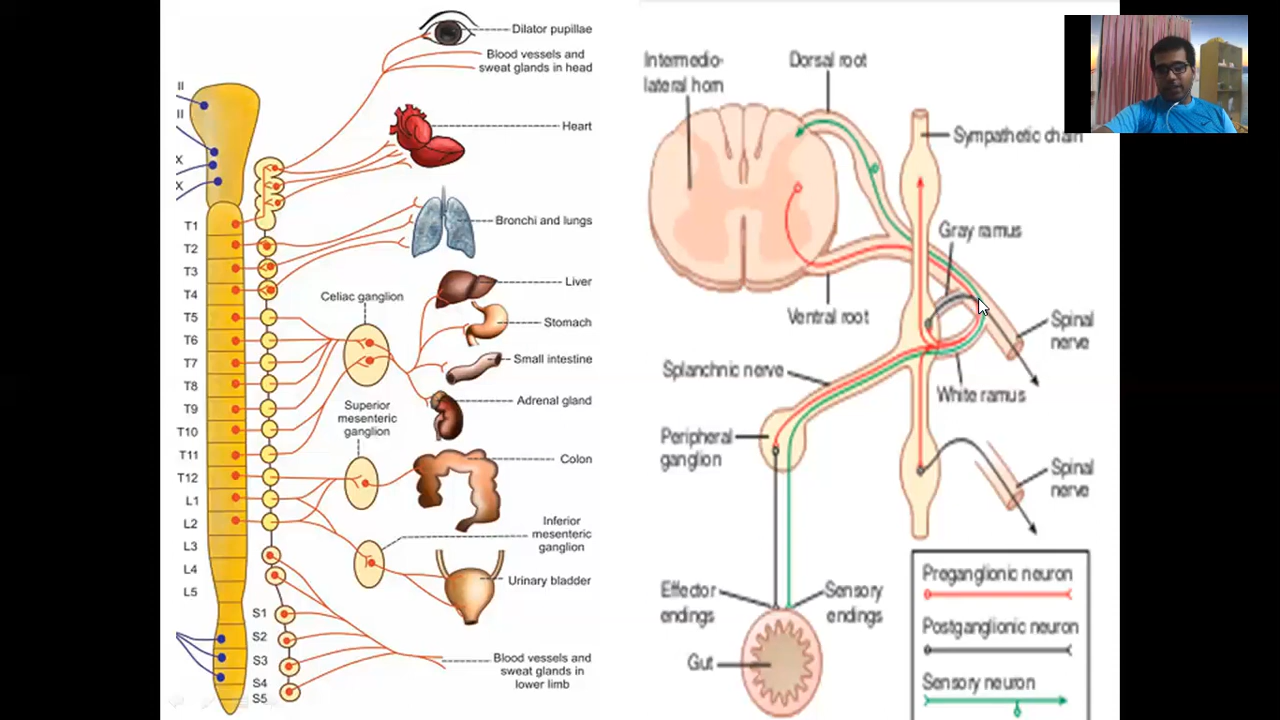 Dilator pupillae
Blood vessels and
sweat glands in head
II
II
X
X
Heart
T1
T2
T3
T4
T5
T6
T7
T8
T9
T10
T11
T12
L1
L2
L3
L4
L5
S1
S2
S3
S4
S5
Bronchi and lungs
Celiac ganglion
Liver
Stomach
Small intestine
Adrenal gland
Superior
mesenteric
ganglion
Colon
Inferior
mesenteric
ganglion
Urinary bladder
Blood vessels and
sweat glands in
lower limb
Intermedio-
lateral horn
Dorsal root
Sympathetic chain
Gray ramus
Ventral root
Spinal
nerve
Splanchnic nerve
White ramus
Peripheral
ganglion
Spinal
nerve
Effector
endings
Sensory
endings
Gut
Preganglionic neuron
Postganglionic neuron
Sensory neuron